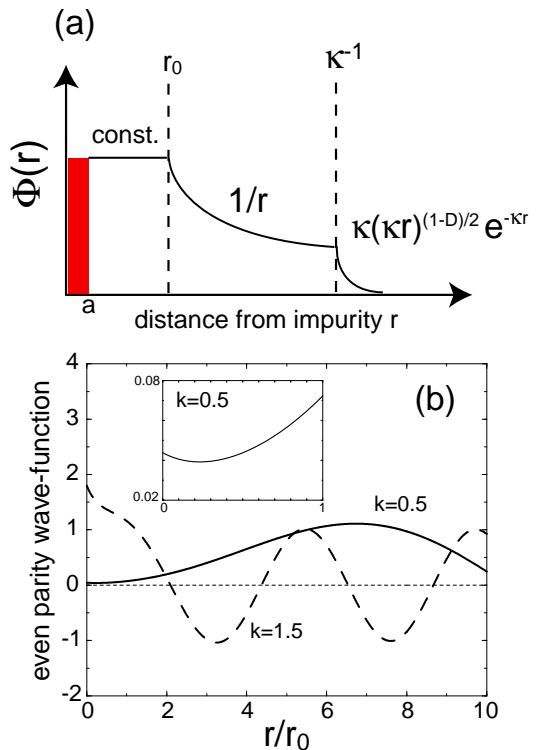 (a)
r₀
κ⁻¹
Φ(r)
const.
1/r
κ(κr)⁽¹⁻ᴰ⁾/² e⁻κʳ
a
distance from impurity r
(b)
even parity wave-function
4
3
2
1
0
-1
-2
0.08
k=0.5
0.02
0
1
k=0.5
k=1.5
0 2 4 6 8 10
r/r₀